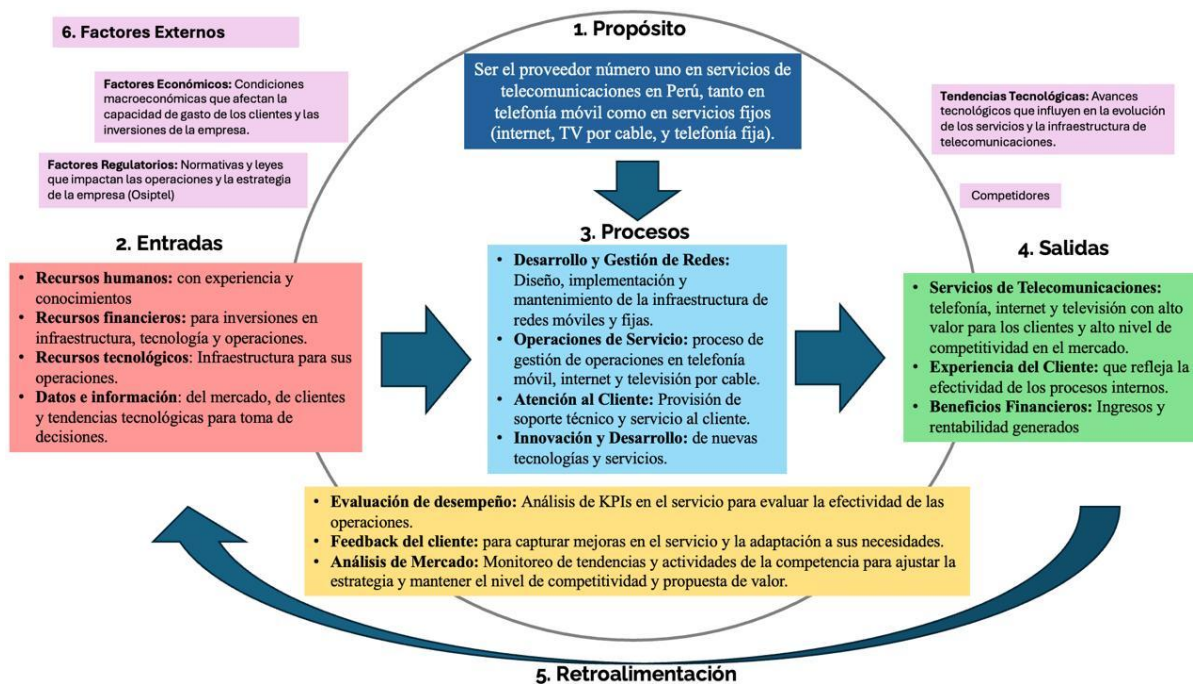 6. Factores Externos
1. Propósito
Ser el proveedor número uno en servicios de
telecomunicaciones en Perú, tanto en
telefonía móvil como en servicios fijos
(internet, TV por cable, y telefonía fija).
Factores Económicos: Condiciones
macroeconómicas que afectan la
capacidad de gasto de los clientes y las
inversiones de la empresa.
Factores Regulatorios: Normativas y leyes
que impactan las operaciones y la estrategia
de la empresa (Osiptel)
Tendencias Tecnológicas: Avances
tecnológicos que influyen en la evolución
de los servicios y la infraestructura de
telecomunicaciones.
Competidores
2. Entradas
• Recursos humanos: con experiencia y
conocimientos
• Recursos financieros: para inversiones en
infraestructura, tecnología y operaciones.
• Recursos tecnológicos: Infraestructura para sus
operaciones.
• Datos e información: del mercado, de clientes
y tendencias tecnológicas para toma de
decisiones.
3. Procesos
• Desarrollo y Gestión de Redes:
Diseño, implementación y
mantenimiento de la infraestructura de
redes móviles y fijas.
• Operaciones de Servicio: proceso de
gestión de operaciones en telefonía
móvil, internet y televisión por cable.
• Atención al Cliente: Provisión de
soporte técnico y servicio al cliente.
• Innovación y Desarrollo: de nuevas
tecnologías y servicios.
4. Salidas
• Servicios de Telecomunicaciones:
telefonía, internet y televisión con alto
valor para los clientes y alto nivel de
competitividad en el mercado.
• Experiencia del Cliente: que refleja la
efectividad de los procesos internos.
• Beneficios Financieros: Ingresos y
rentabilidad generados
• Evaluación de desempeño: Análisis de KPIs en el servicio para evaluar la efectividad de las
operaciones.
• Feedback del cliente: para capturar mejoras en el servicio y la adaptación a sus necesidades.
• Análisis de Mercado: Monitoreo de tendencias y actividades de la competencia para ajustar la
estrategia y mantener el nivel de competitividad y propuesta de valor.
5. Retroalimentación